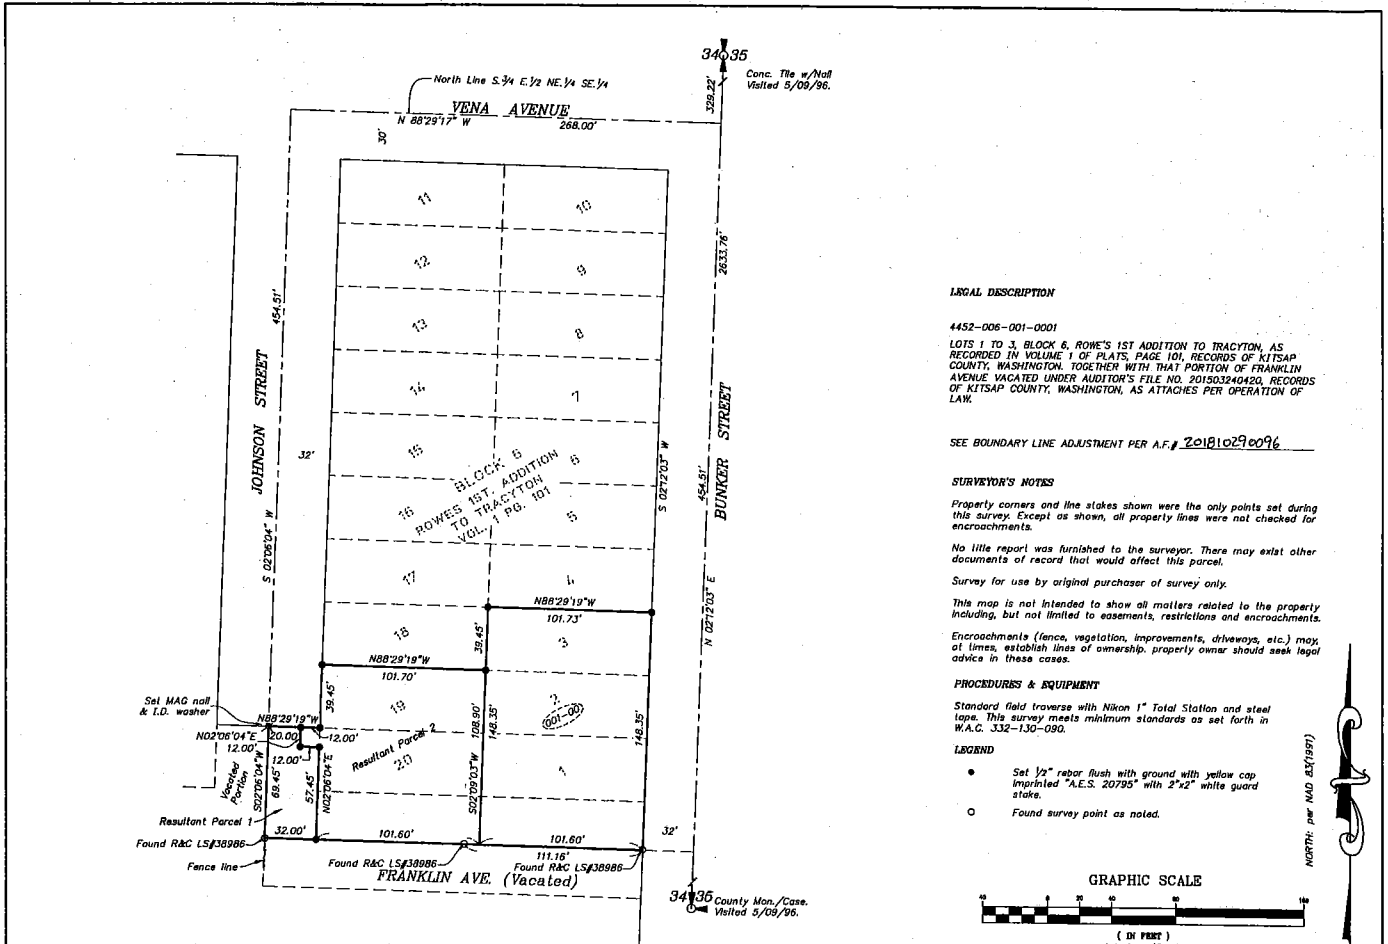 34 35
Conc. Tile w/Nail
Visited 5/09/96.
329.22'
North Line S.3/4 E.1/2 NE.1/4 SE.1/4
VENA AVENUE
N 88°29'17" W
268.00'
30'
11
10
12
9
13
8
14
7
15
6
16
5
17
4
BLOCK 6
ROWES 1ST. ADDITION
TO TRACYTON
VOL. 1 PG. 101
454.51'
JOHNSON STREET
S 02°06'04" W
32'
2633.76'
BUNKER STREET
454.51'
S 02°12'03" W
N 02°12'03" E
N88°29'19"W
101.73'
18
39.45'
3
N88°29'19"W
101.70'
39.45'
19
2
(001-00)
Set MAG nail
& I.D. washer
N88°29'19"W
N02°06'04"E
20.00'
12.00'
12.00'
12.00'
Resultant Parcel 2
20
1
108.90'
148.35'
148.35'
S02°09'03"W
Vacated
Portion
S02°06'04"W
69.45'
57.45'
N02°06'04"E
Resultant Parcel 1
32.00'
101.60'
101.60'
32'
111.16'
Found R&C LS#38986
Found R&C LS#38986
Found R&C LS#38986
Fence line
FRANKLIN AVE. (Vacated)
34 35
County Mon./Case.
Visited 5/09/96.
LEGAL DESCRIPTION
4452-006-001-0001
LOTS 1 TO 3, BLOCK 6, ROWE'S 1ST ADDITION TO TRACYTON, AS
RECORDED IN VOLUME 1 OF PLATS, PAGE 101, RECORDS OF KITSAP
COUNTY, WASHINGTON. TOGETHER WITH THAT PORTION OF FRANKLIN
AVENUE VACATED UNDER AUDITOR'S FILE NO. 201503240420, RECORDS
OF KITSAP COUNTY, WASHINGTON, AS ATTACHES PER OPERATION OF
LAW.
SEE BOUNDARY LINE ADJUSTMENT PER A.F.# 201810290096
SURVEYOR'S NOTES
Property corners and line stakes shown were the only points set during
this survey. Except as shown, all property lines were not checked for
encroachments.
No title report was furnished to the surveyor. There may exist other
documents of record that would affect this parcel.
Survey for use by original purchaser of survey only.
This map is not intended to show all matters related to the property
including, but not limited to easements, restrictions and encroachments.
Encroachments (fence, vegetation, improvements, driveways, etc.) may,
at times, establish lines of ownership. property owner should seek legal
advice in these cases.
PROCEDURES & EQUIPMENT
Standard field traverse with Nikon 1" Total Station and steel
tape. This survey meets minimum standards as set forth in
W.A.C. 332-130-090.
LEGEND
Set 1/2" rebar flush with ground with yellow cap
imprinted "A.E.S. 20795" with 2"x2" white guard
stake.
Found survey point as noted.
NORTH: per NAD 83(1997)
GRAPHIC SCALE
40 0 20 40 80 160
( IN FEET )